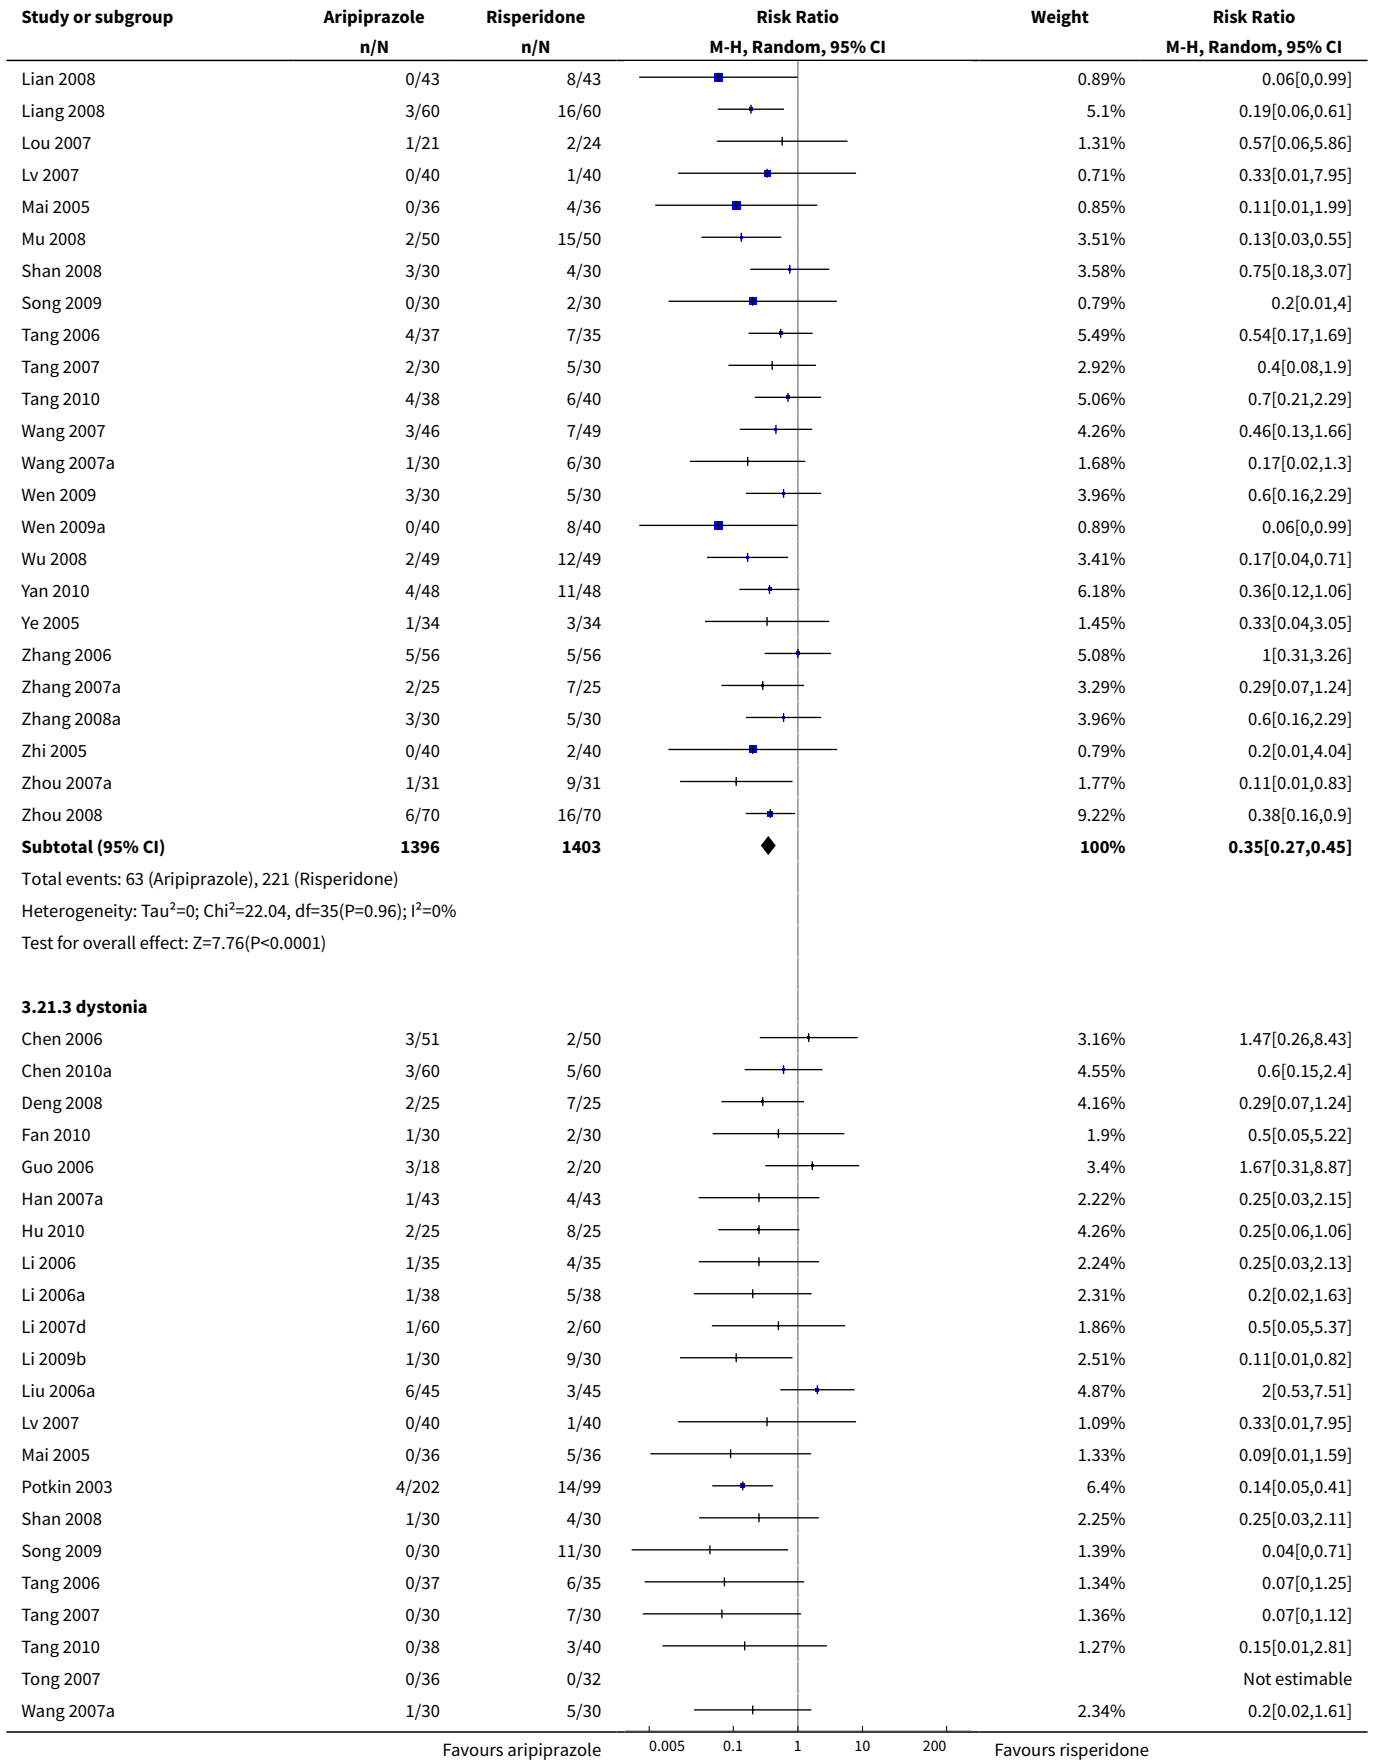 Study or subgroup Aripiprazole Risperidone Risk Ratio Weight Risk Ratio
n/N n/N M-H, Random, 95% CI M-H, Random, 95% CI
Lian 2008 0/43 8/43 0.89% 0.06[0,0.99]
Liang 2008 3/60 16/60 5.1% 0.19[0.06,0.61]
Lou 2007 1/21 2/24 1.31% 0.57[0.06,5.86]
Lv 2007 0/40 1/40 0.71% 0.33[0.01,7.95]
Mai 2005 0/36 4/36 0.85% 0.11[0.01,1.99]
Mu 2008 2/50 15/50 3.51% 0.13[0.03,0.55]
Shan 2008 3/30 4/30 3.58% 0.75[0.18,3.07]
Song 2009 0/30 2/30 0.79% 0.2[0.01,4]
Tang 2006 4/37 7/35 5.49% 0.54[0.17,1.69]
Tang 2007 2/30 5/30 2.92% 0.4[0.08,1.9]
Tang 2010 4/38 6/40 5.06% 0.7[0.21,2.29]
Wang 2007 3/46 7/49 4.26% 0.46[0.13,1.66]
Wang 2007a 1/30 6/30 1.68% 0.17[0.02,1.3]
Wen 2009 3/30 5/30 3.96% 0.6[0.16,2.29]
Wen 2009a 0/40 8/40 0.89% 0.06[0,0.99]
Wu 2008 2/49 12/49 3.41% 0.17[0.04,0.71]
Yan 2010 4/48 11/48 6.18% 0.36[0.12,1.06]
Ye 2005 1/34 3/34 1.45% 0.33[0.04,3.05]
Zhang 2006 5/56 5/56 5.08% 1[0.31,3.26]
Zhang 2007a 2/25 7/25 3.29% 0.29[0.07,1.24]
Zhang 2008a 3/30 5/30 3.96% 0.6[0.16,2.29]
Zhi 2005 0/40 2/40 0.79% 0.2[0.01,4.04]
Zhou 2007a 1/31 9/31 1.77% 0.11[0.01,0.83]
Zhou 2008 6/70 16/70 9.22% 0.38[0.16,0.9]
Subtotal (95% CI) 1396 1403 100% 0.35[0.27,0.45]
Total events: 63 (Aripiprazole), 221 (Risperidone)
Heterogeneity: Tau²=0; Chi²=22.04, df=35(P=0.96); I²=0%
Test for overall effect: Z=7.76(P<0.0001)
3.21.3 dystonia
Chen 2006 3/51 2/50 3.16% 1.47[0.26,8.43]
Chen 2010a 3/60 5/60 4.55% 0.6[0.15,2.4]
Deng 2008 2/25 7/25 4.16% 0.29[0.07,1.24]
Fan 2010 1/30 2/30 1.9% 0.5[0.05,5.22]
Guo 2006 3/18 2/20 3.4% 1.67[0.31,8.87]
Han 2007a 1/43 4/43 2.22% 0.25[0.03,2.15]
Hu 2010 2/25 8/25 4.26% 0.25[0.06,1.06]
Li 2006 1/35 4/35 2.24% 0.25[0.03,2.13]
Li 2006a 1/38 5/38 2.31% 0.2[0.02,1.63]
Li 2007d 1/60 2/60 1.86% 0.5[0.05,5.37]
Li 2009b 1/30 9/30 2.51% 0.11[0.01,0.82]
Liu 2006a 6/45 3/45 4.87% 2[0.53,7.51]
Lv 2007 0/40 1/40 1.09% 0.33[0.01,7.95]
Mai 2005 0/36 5/36 1.33% 0.09[0.01,1.59]
Potkin 2003 4/202 14/99 6.4% 0.14[0.05,0.41]
Shan 2008 1/30 4/30 2.25% 0.25[0.03,2.11]
Song 2009 0/30 11/30 1.39% 0.04[0,0.71]
Tang 2006 0/37 6/35 1.34% 0.07[0,1.25]
Tang 2007 0/30 7/30 1.36% 0.07[0,1.12]
Tang 2010 0/38 3/40 1.27% 0.15[0.01,2.81]
Tong 2007 0/36 0/32 Not estimable
Wang 2007a 1/30 5/30 2.34% 0.2[0.02,1.61]
Favours aripiprazole 0.005 0.1 1 10 200 Favours risperidone